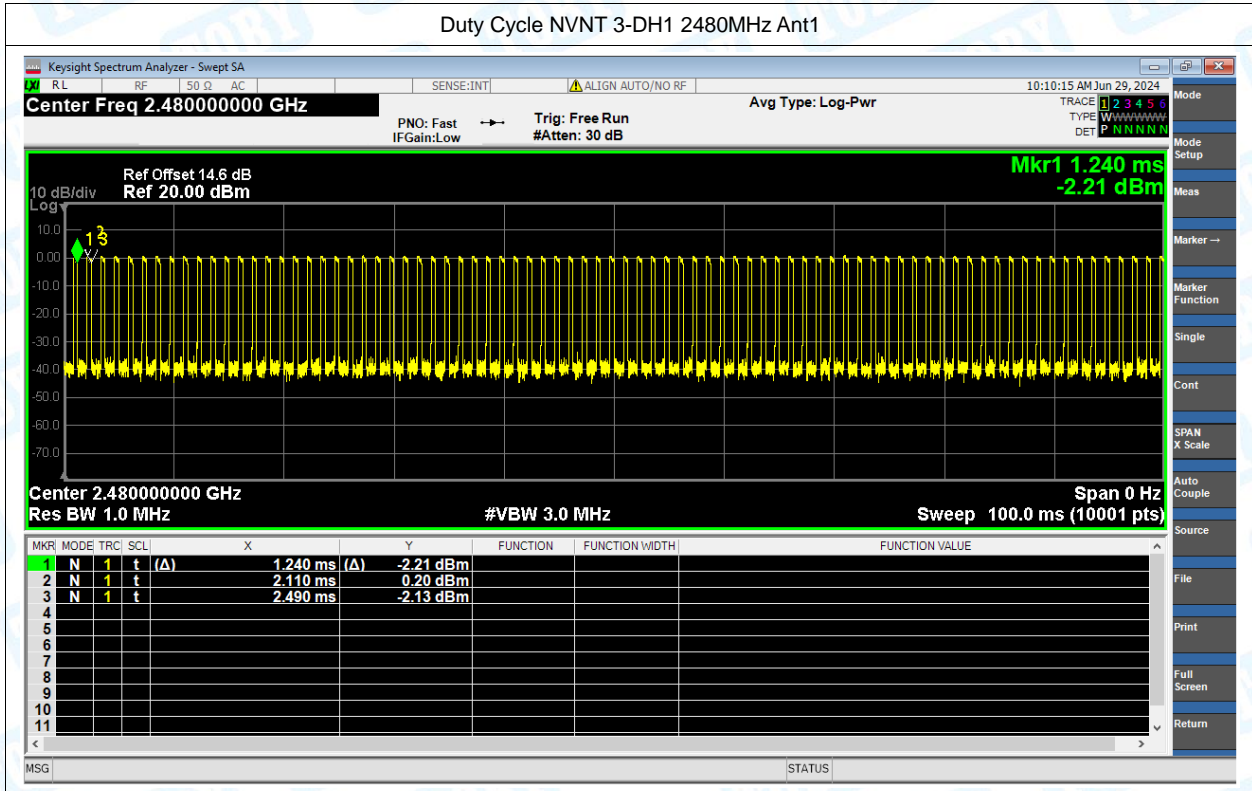 Duty Cycle NVNT 3-DH1 2480MHz Ant1
Keysight Spectrum Analyzer - Swept SA
LXI RL RF 50 Ω AC SENSE:INT ALIGN AUTO/NO RF 10:10:15 AM Jun 29, 2024
Center Freq 2.480000000 GHz
PNO: Fast
IFGain:Low
Trig: Free Run
#Atten: 30 dB
Avg Type: Log-Pwr
TRACE 1 2 3 4 5 6
TYPE WWWWWW
DET P N N N N N
Mkr1 1.240 ms
-2.21 dBm
Ref Offset 14.6 dB
10 dB/div Ref 20.00 dBm
Log
10.0
0.00
-10.0
-20.0
-30.0
-40.0
-50.0
-60.0
-70.0
1 2 3
Center 2.480000000 GHz Span 0 Hz
Res BW 1.0 MHz #VBW 3.0 MHz Sweep 100.0 ms (10001 pts)
MKR MODE TRC SCL X Y FUNCTION FUNCTION WIDTH FUNCTION VALUE
1 N 1 t (Δ) 1.240 ms (Δ) -2.21 dBm
2 N 1 t 2.110 ms 0.20 dBm
3 N 1 t 2.490 ms -2.13 dBm
4
5
6
7
8
9
10
11
MSG STATUS
Mode
Mode Setup
Meas
Marker →
Marker Function
Single
Cont
SPAN X Scale
Auto Couple
Source
File
Print
Full Screen
Return